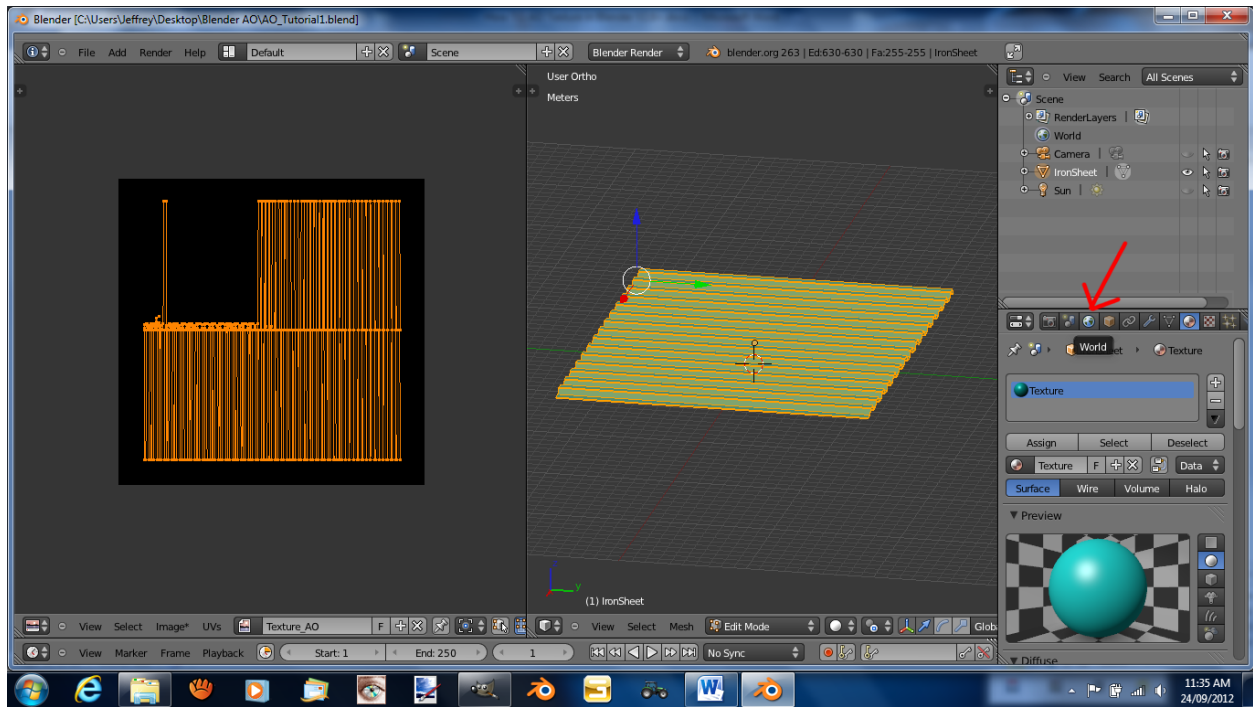 Blender [C:\Users\Jeffrey\Desktop\Blender AO\AO_Tutorial1.blend]
File Add Render Help Default Scene Blender Render blender.org 263 | Ed:630-630 | Fa:255-255 | IronSheet
User Ortho
Meters
View Search All Scenes
Scene
RenderLayers |
World
Camera |
IronSheet |
Sun |
World
Texture
Texture
Assign Select Deselect
Texture F Data
Surface Wire Volume Halo
Preview
z
y
(1) IronSheet
View Select Image* UVs Texture_AO F View Select Mesh Edit Mode Globa
View Marker Frame Playback Start: 1 End: 250 1 No Sync
Diffuse
11:35 AM
24/09/2012